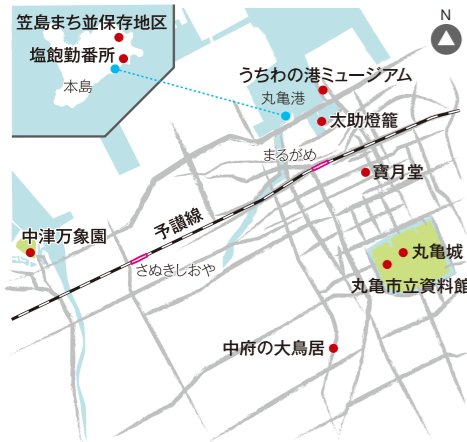 笠島まち並保存地区
塩飽勤番所
本島
N
うちわの港ミュージアム
丸亀港
太助燈籠
まるがめ
寶月堂
予讃線
中津万象園
さぬきしおや
丸亀城
丸亀市立資料館
中府の大鳥居